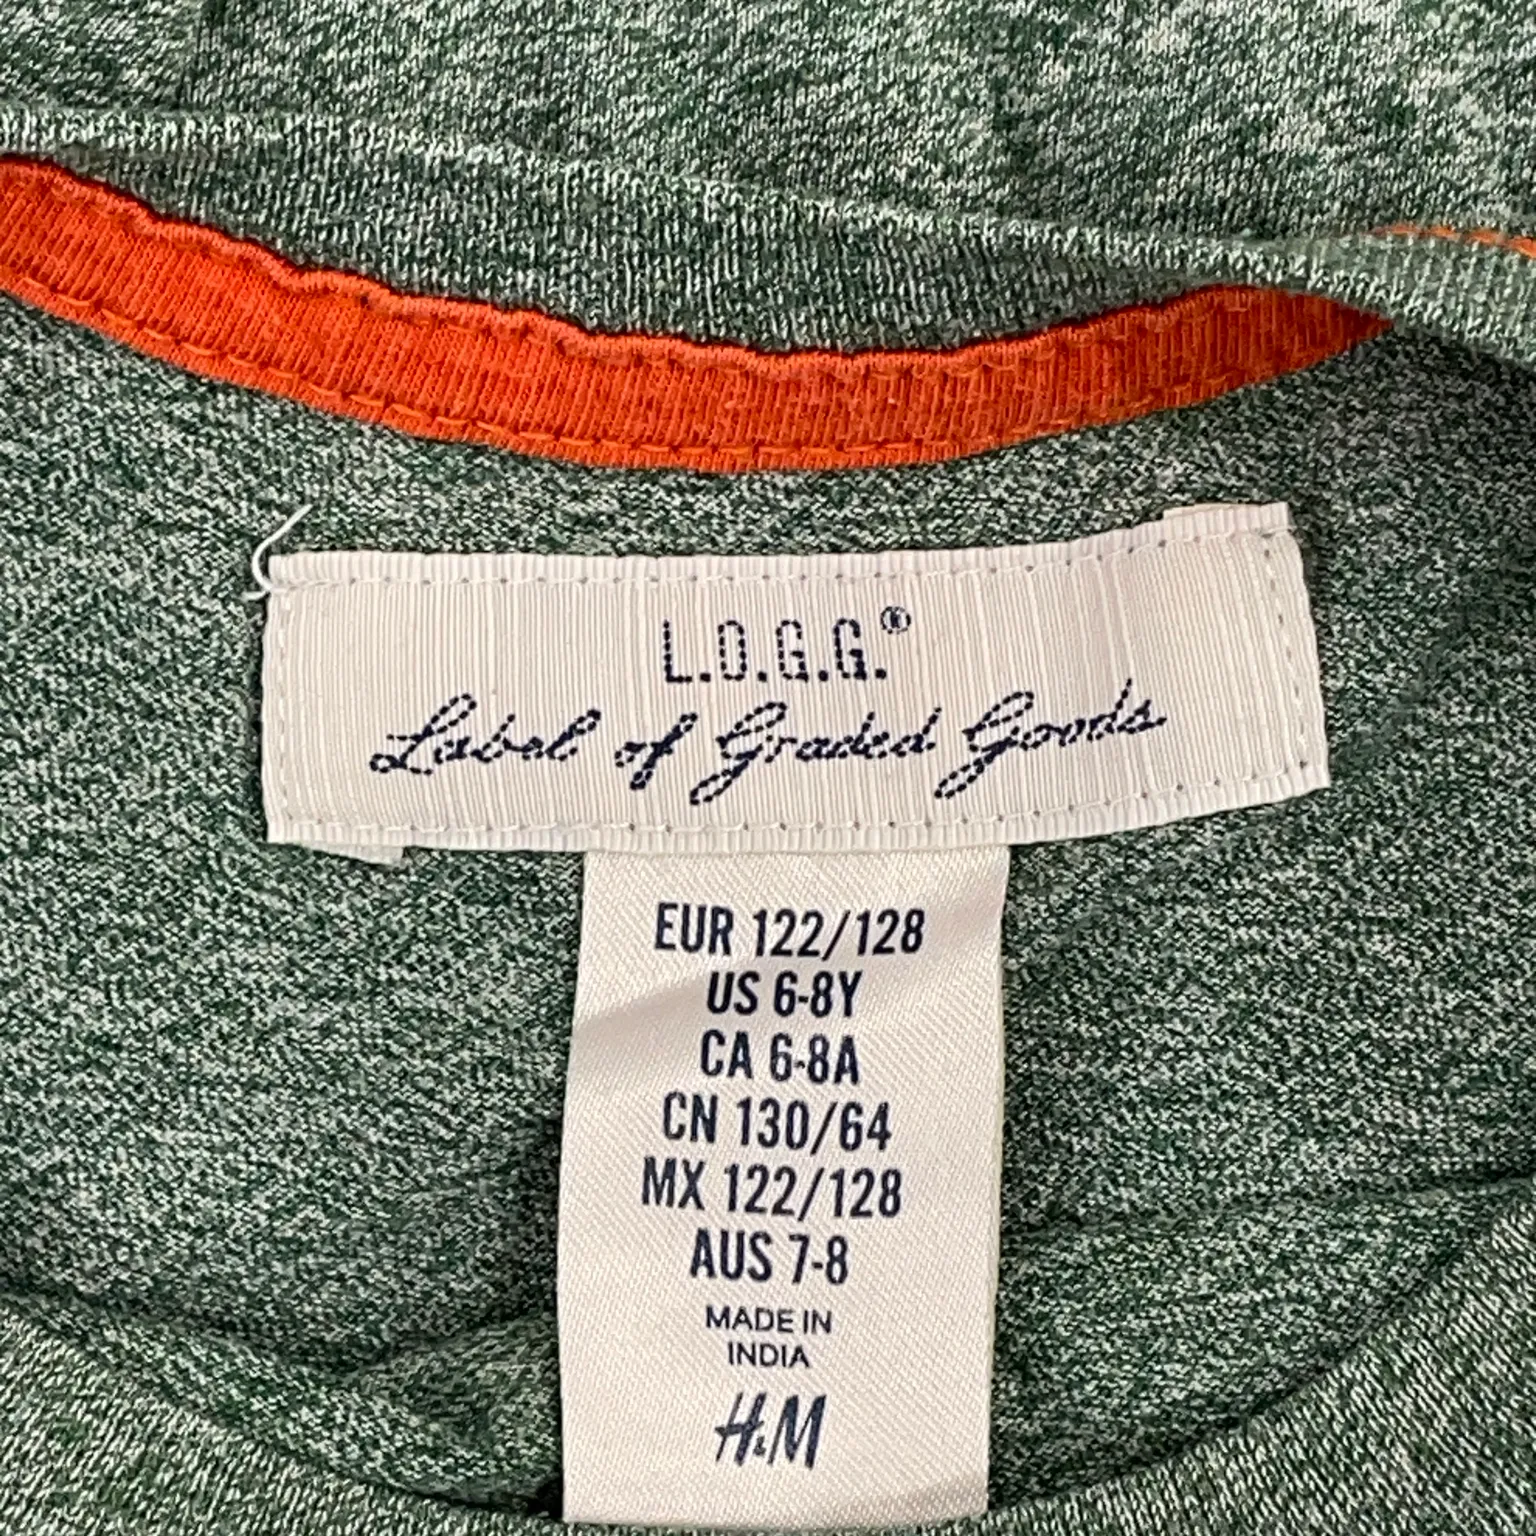 L.O.G.G.®
Label of Graded Goods
EUR 122/128
US 6-8Y
CA 6-8A
CN 130/64
MX 122/128
AUS 7-8
MADE IN
INDIA
H&M